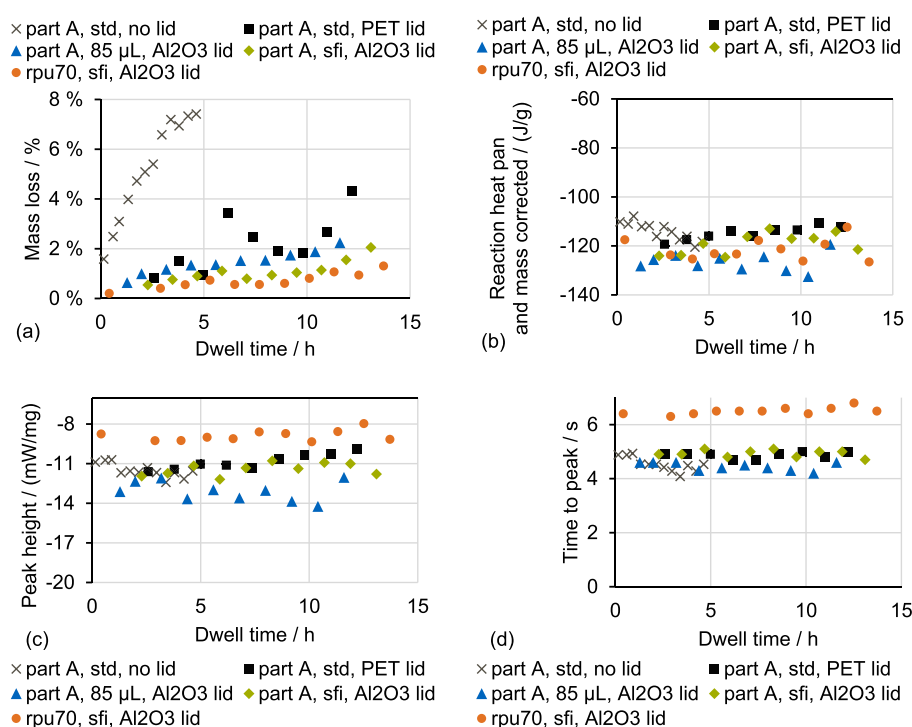 part A, std, no lid
part A, std, PET lid
part A, 85 µL, Al2O3 lid
part A, sfi, Al2O3 lid
rpu70, sfi, Al2O3 lid
8 %
6 %
4 %
2 %
0 %
Mass loss / %
0
5
10
15
Dwell time / h
(a)
part A, std, no lid
part A, std, PET lid
part A, 85 µL, Al2O3 lid
part A, sfi, Al2O3 lid
rpu70, sfi, Al2O3 lid
-60
-80
-100
-120
-140
Reaction heat pan
and mass corrected / (J/g)
0
5
10
15
Dwell time / h
(b)
-8
-11
-14
-17
-20
Peak height / (mW/mg)
0
5
10
15
Dwell time / h
(c)
6
4
2
0
Time to peak / s
0
5
10
15
Dwell time / h
(d)
part A, std, no lid
part A, std, PET lid
part A, 85 µL, Al2O3 lid
part A, sfi, Al2O3 lid
rpu70, sfi, Al2O3 lid
part A, std, no lid
part A, std, PET lid
part A, 85 µL, Al2O3 lid
part A, sfi, Al2O3 lid
rpu70, sfi, Al2O3 lid